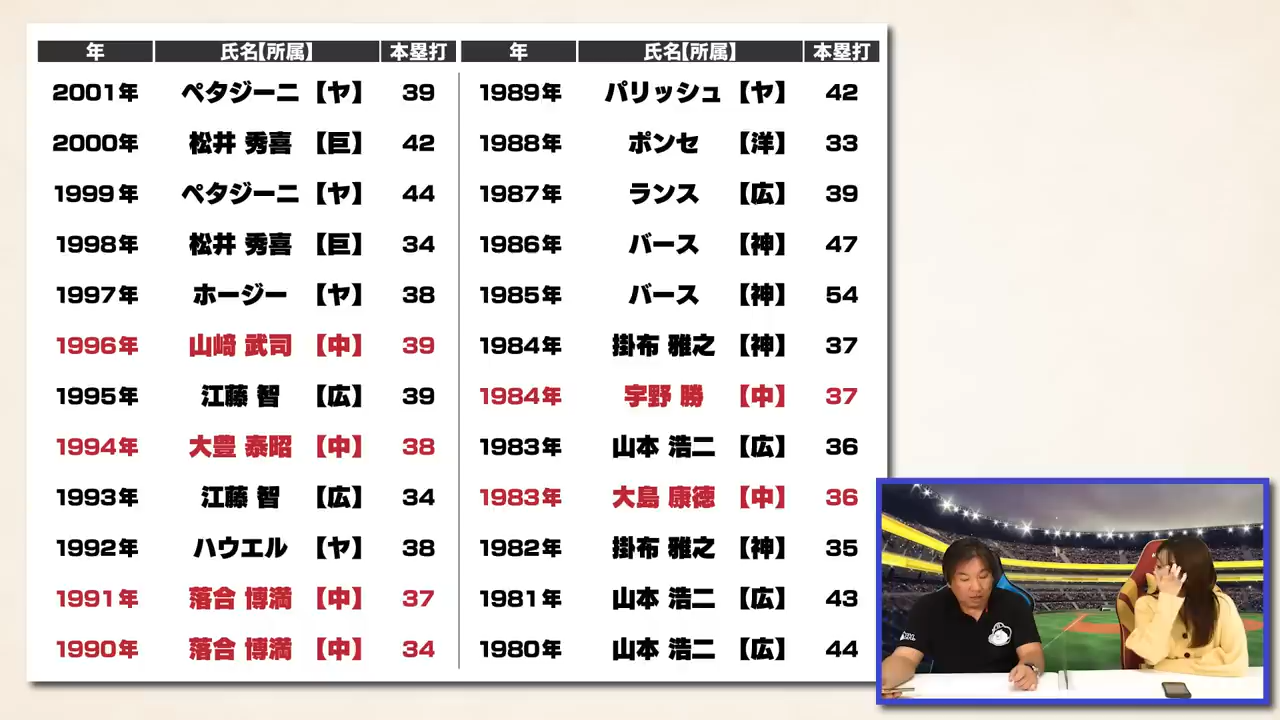 年 氏名【所属】 本塁打
2001年 ペタジーニ【ヤ】 39
2000年 松井 秀喜 【巨】 42
1999年 ペタジーニ【ヤ】 44
1998年 松井 秀喜 【巨】 34
1997年 ホージー 【ヤ】 38
1996年 山﨑 武司 【中】 39
1995年 江藤 智 【広】 39
1994年 大豊 泰昭 【中】 38
1993年 江藤 智 【広】 34
1992年 ハウエル 【ヤ】 38
1991年 落合 博満 【中】 37
1990年 落合 博満 【中】 34
年 氏名【所属】 本塁打
1989年 パリッシュ 【ヤ】 42
1988年 ポンセ 【洋】 33
1987年 ランス 【広】 39
1986年 バース 【神】 47
1985年 バース 【神】 54
1984年 掛布 雅之 【神】 37
1984年 宇野 勝 【中】 37
1983年 山本 浩二 【広】 36
1983年 大島 康徳 【中】 36
1982年 掛布 雅之 【神】 35
1981年 山本 浩二 【広】 43
1980年 山本 浩二 【広】 44